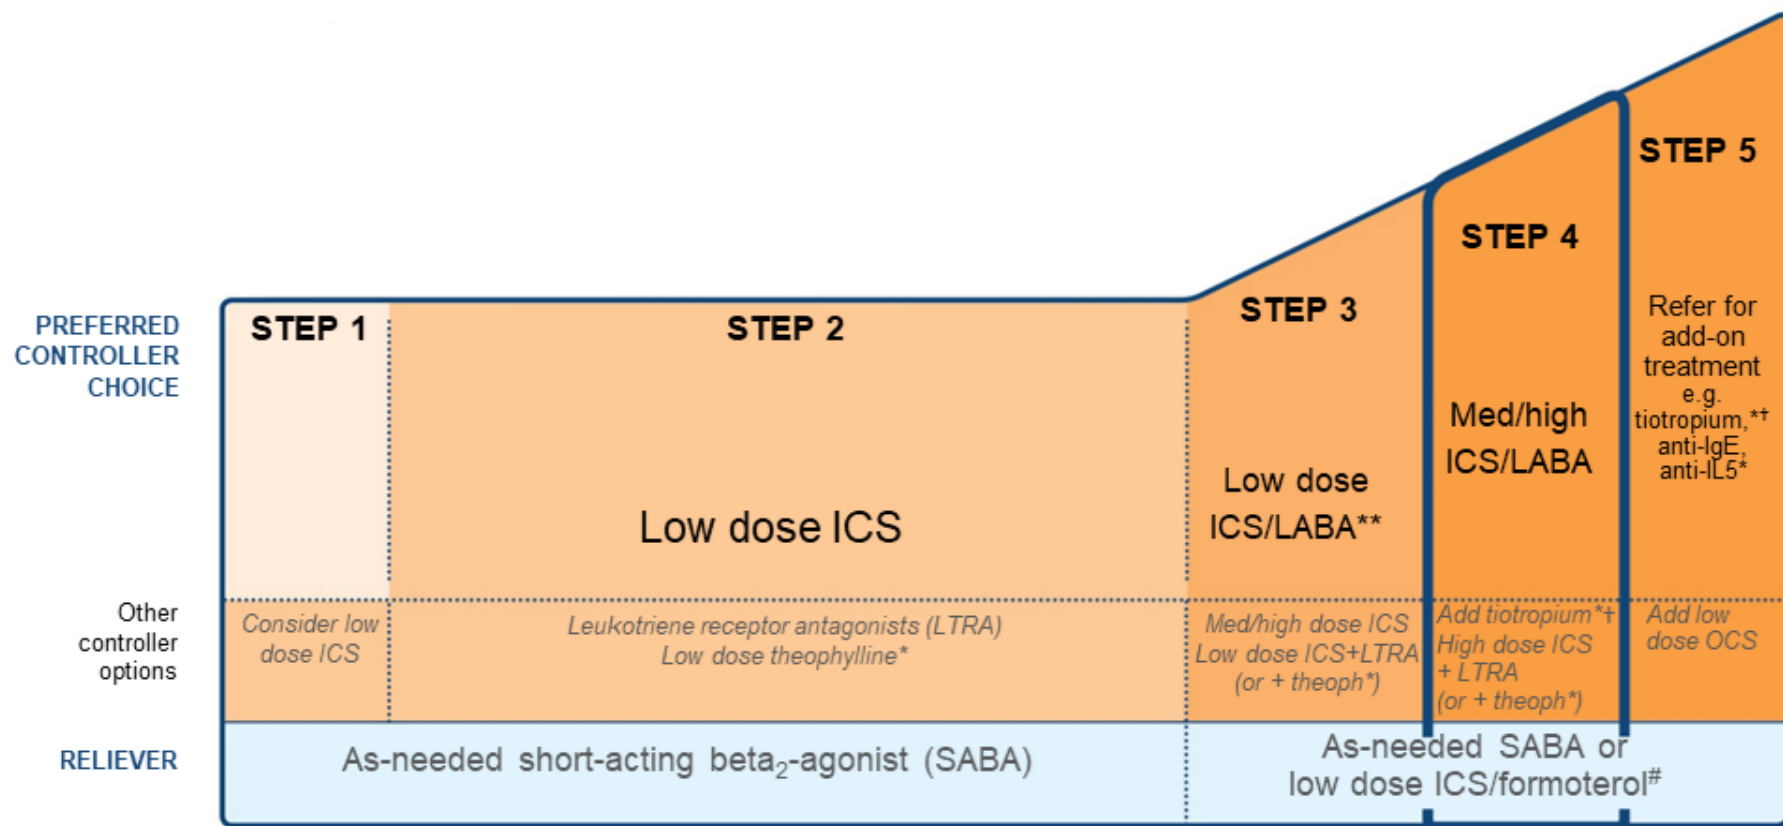 PREFERRED
CONTROLLER
CHOICE
STEP 1
STEP 2
Low dose ICS
STEP 3
Low dose
ICS/LABA**
STEP 4
Med/high
ICS/LABA
STEP 5
Refer for
add-on
treatment
e.g.
tiotropium,*†
anti-IgE,
anti-IL5*
Other
controller
options
Consider low
dose ICS
Leukotriene receptor antagonists (LTRA)
Low dose theophylline*
Med/high dose ICS
Low dose ICS+LTRA
(or + theoph*)
Add tiotropium*†
High dose ICS
+ LTRA
(or + theoph*)
Add low
dose OCS
RELIEVER
As-needed short-acting beta₂-agonist (SABA)
As-needed SABA or
low dose ICS/formoterol#